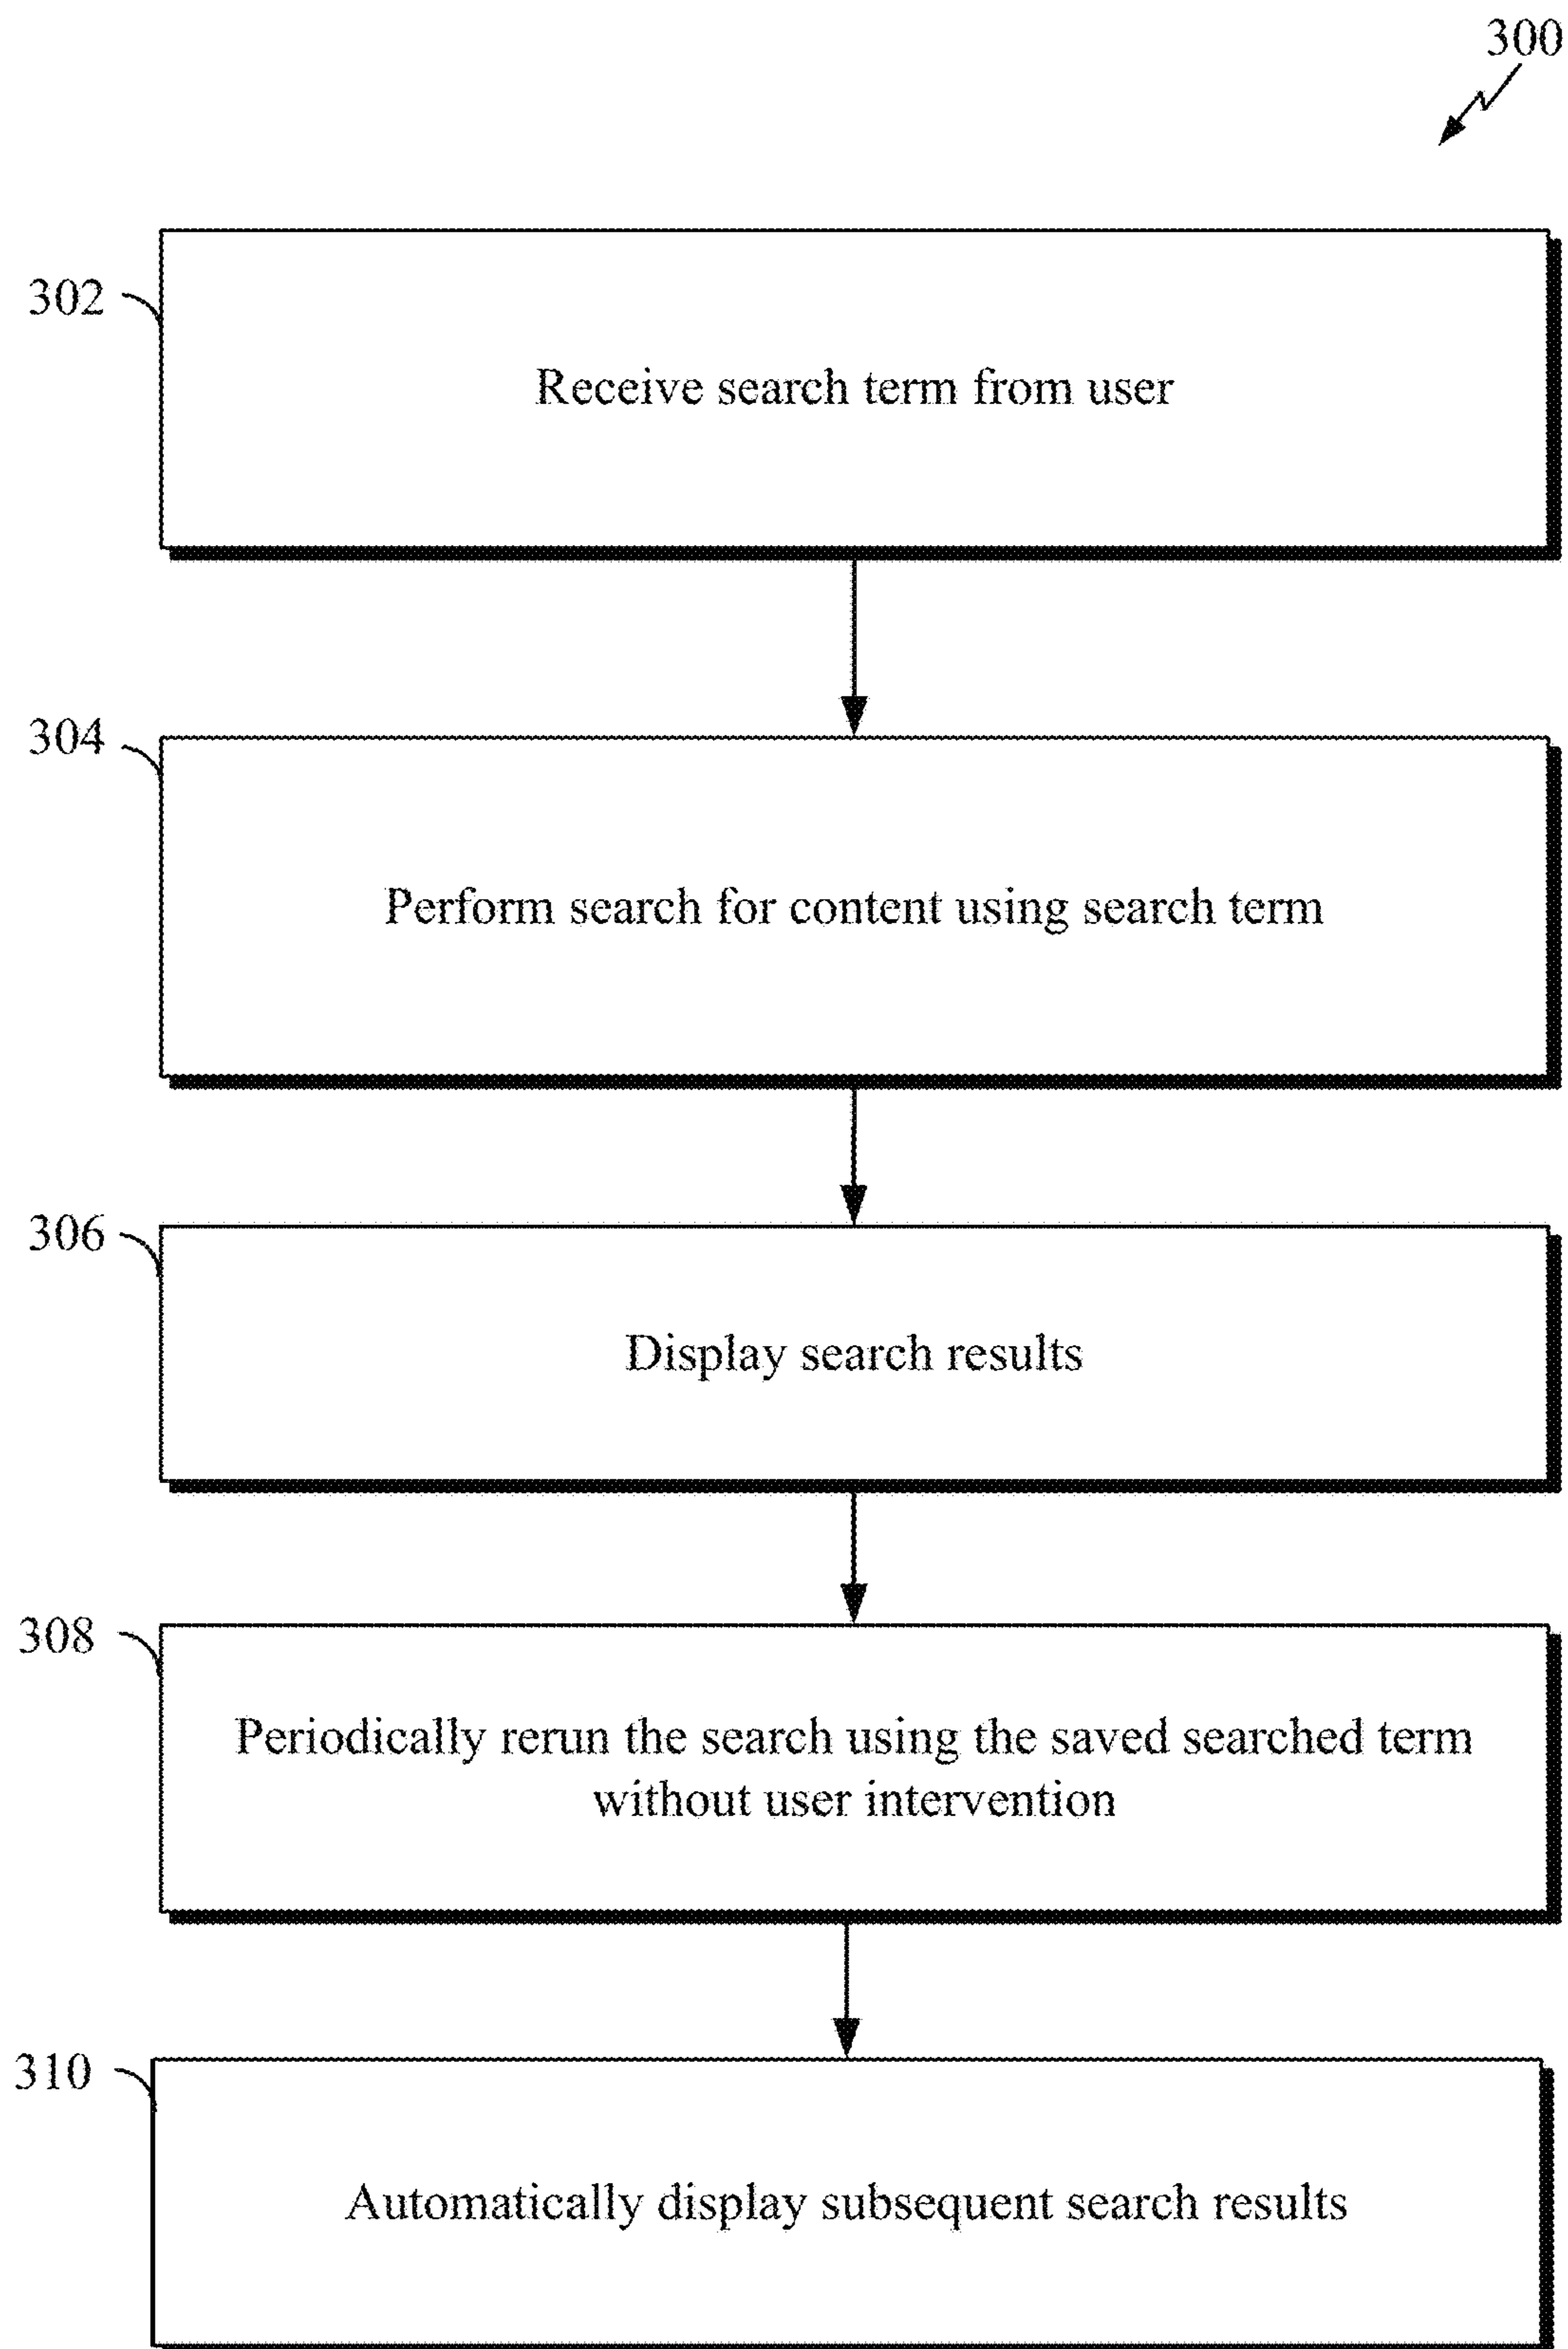 300
302
Receive search term from user
304
Perform search for content using search term
306
Display search results
308
Periodically rerun the search using the saved searched term
without user intervention
310
Automatically display subsequent search results